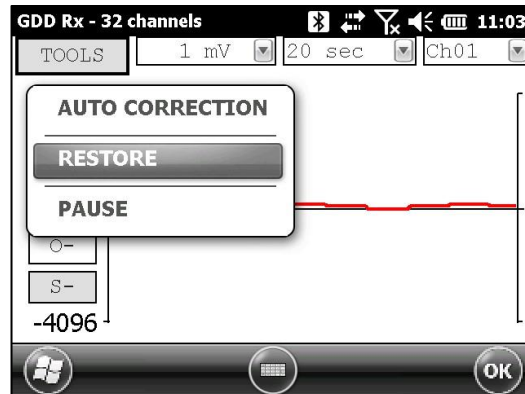 GDD Rx - 32 channels 11:03
TOOLS 1 mV 20 sec Ch01
AUTO CORRECTION
RESTORE
PAUSE
O-
S-
-4096
OK